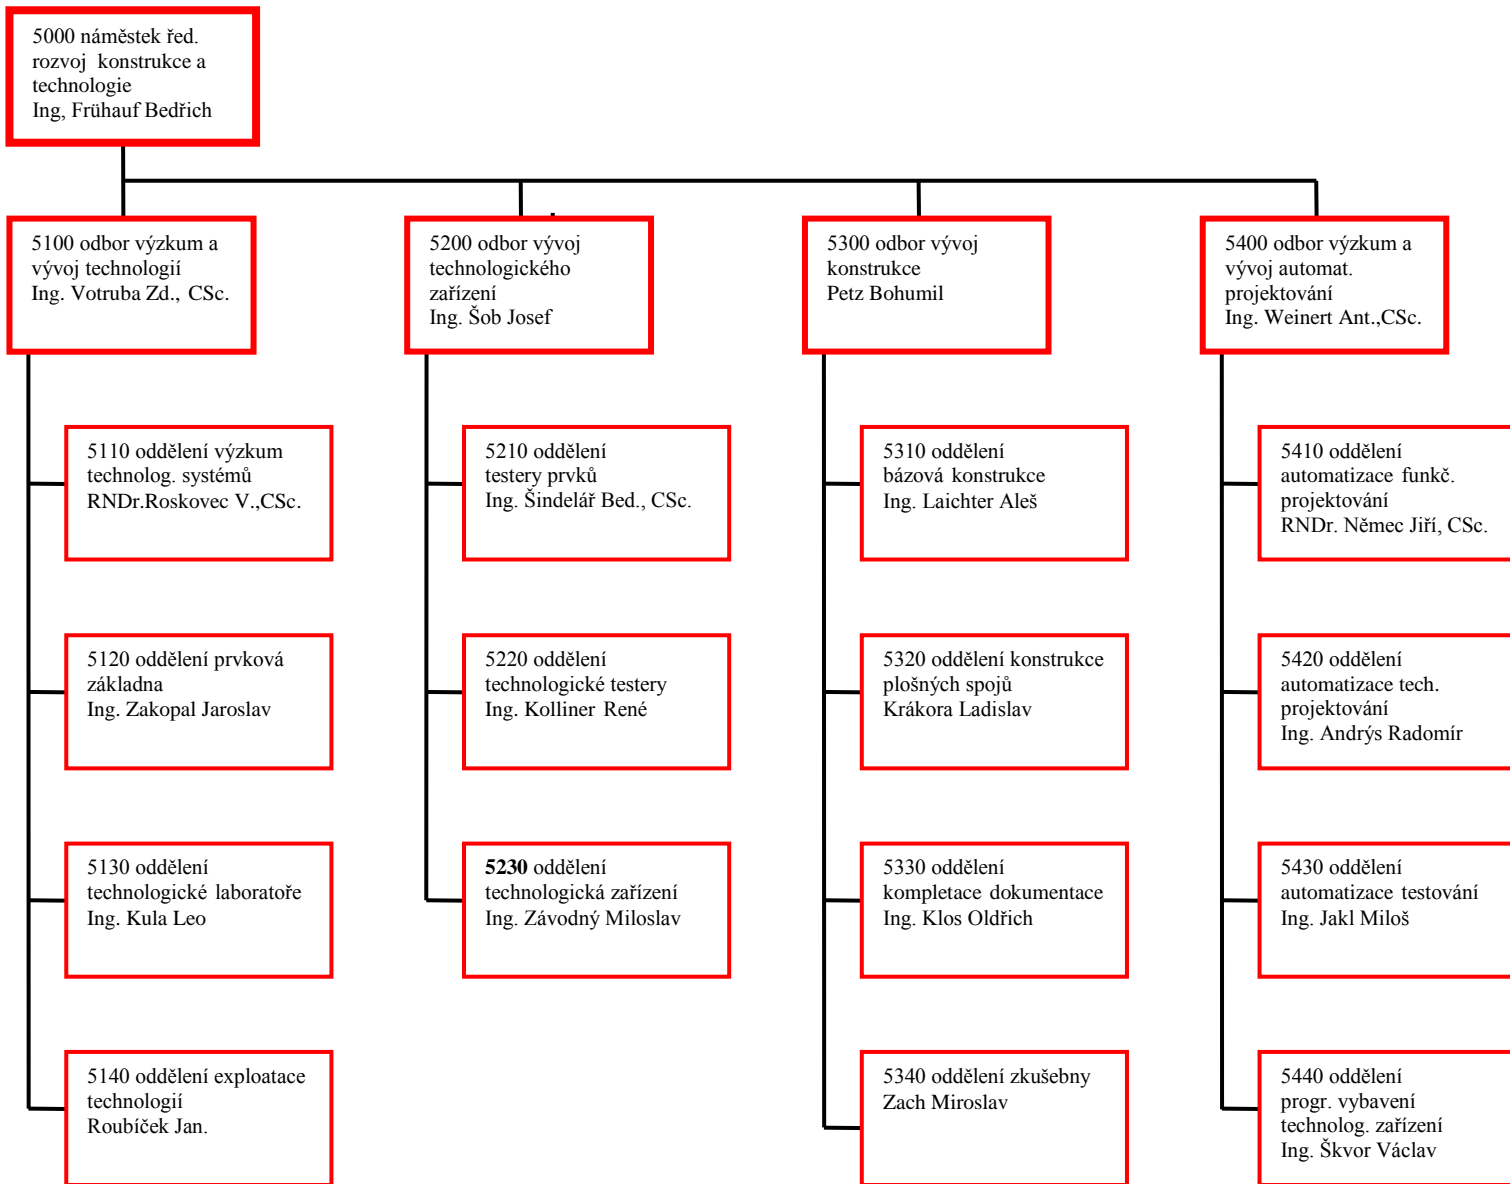 5000 náměstek řed.
rozvoj konstrukce a
technologie
Ing, Frühauf Bedřich
5100 odbor výzkum a
vývoj technologií
Ing. Votruba Zd., CSc.
5200 odbor vývoj
technologického
zařízení
Ing. Šob Josef
5300 odbor vývoj
konstrukce
Petz Bohumil
5400 odbor výzkum a
vývoj automat.
projektování
Ing. Weinert Ant.,CSc.
5110 oddělení výzkum
technolog. systémů
RNDr.Roskovec V.,CSc.
5210 oddělení
testery prvků
Ing. Šindelář Bed., CSc.
5310 oddělení
bázová konstrukce
Ing. Laichter Aleš
5410 oddělení
automatizace funkč.
projektování
RNDr. Němec Jiří, CSc.
5120 oddělení prvková
základna
Ing. Zakopal Jaroslav
5220 oddělení
technologické testery
Ing. Kolliner René
5320 oddělení konstrukce
plošných spojů
Krákora Ladislav
5420 oddělení
automatizace tech.
projektování
Ing. Andrýs Radomír
5130 oddělení
technologické laboratoře
Ing. Kula Leo
5230 oddělení
technologická zařízení
Ing. Závodný Miloslav
5330 oddělení
kompletace dokumentace
Ing. Klos Oldřich
5430 oddělení
automatizace testování
Ing. Jakl Miloš
5140 oddělení exploatace
technologií
Roubíček Jan.
5340 oddělení zkušebny
Zach Miroslav
5440 oddělení
progr. vybavení
technolog. zařízení
Ing. Škvor Václav